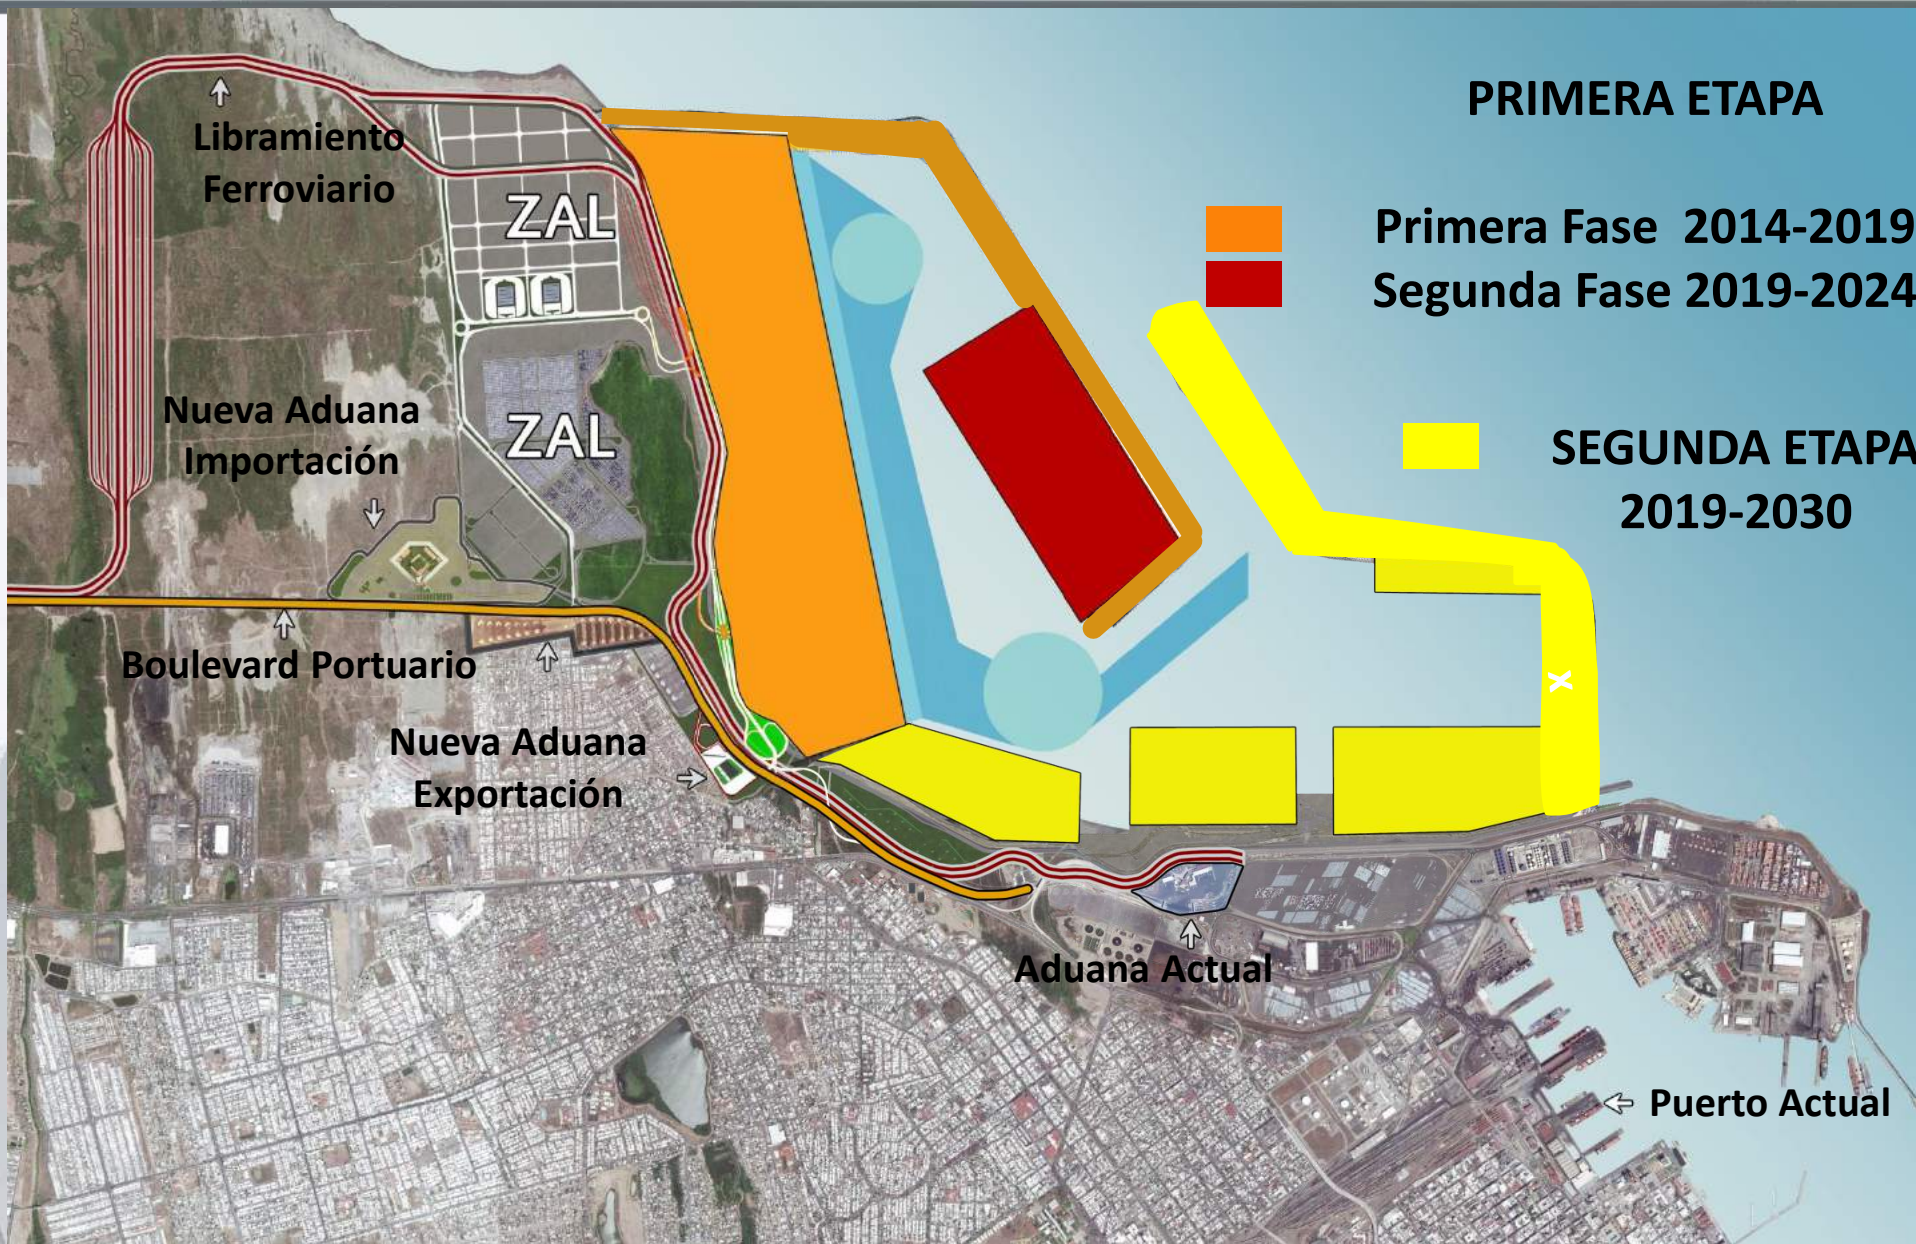 PRIMERA ETAPA
Primera Fase 2014-2019
Segunda Fase 2019-2024
SEGUNDA ETAPA
2019-2030
Libramiento
Ferroviario
ZAL
Nueva Aduana
Importación
ZAL
Boulevard Portuario
Nueva Aduana
Exportación
X
Aduana Actual
Puerto Actual